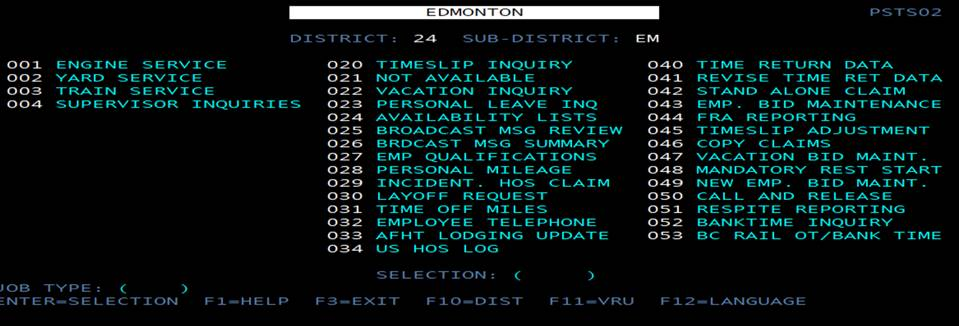 EDMONTON PSTS02
DISTRICT: 24 SUB-DISTRICT: EM
001 ENGINE SERVICE 020 TIMESLIP INQUIRY 040 TIME RETURN DATA
002 YARD SERVICE 021 NOT AVAILABLE 041 REVISE TIME RET DATA
003 TRAIN SERVICE 022 VACATION INQUIRY 042 STAND ALONE CLAIM
004 SUPERVISOR INQUIRIES 023 PERSONAL LEAVE INQ 043 EMP. BID MAINTENANCE
024 AVAILABILITY LISTS 044 FRA REPORTING
025 BROADCAST MSG REVIEW 045 TIMESLIP ADJUSTMENT
026 BRDCAST MSG SUMMARY 046 COPY CLAIMS
027 EMP QUALIFICATIONS 047 VACATION BID MAINT.
028 PERSONAL MILEAGE 048 MANDATORY REST START
029 INCIDENT. HOS CLAIM 049 NEW EMP. BID MAINT.
030 LAYOFF REQUEST 050 CALL AND RELEASE
031 TIME OFF MILES 051 RESPITE REPORTING
032 EMPLOYEE TELEPHONE 052 BANKTIME INQUIRY
033 AFHT LODGING UPDATE 053 BC RAIL OT/BANK TIME
034 US HOS LOG
SELECTION: ( )
JOB TYPE: ( )
ENTER=SELECTION F1=HELP F3=EXIT F10=DIST F11=VRU F12=LANGUAGE